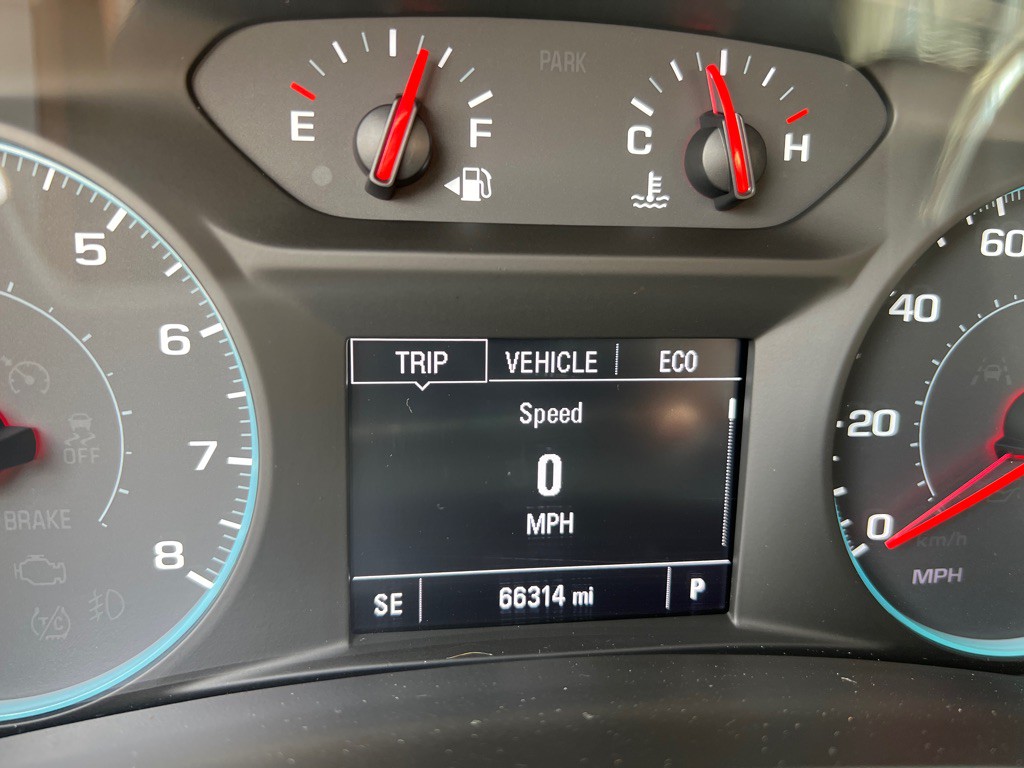 PARK
E
F
C
H
5
6
7
8
OFF
BRAKE
T/C
TRIP VEHICLE ECO
Speed
0
MPH
SE 66314 mi P
60
40
20
0
km/h
MPH